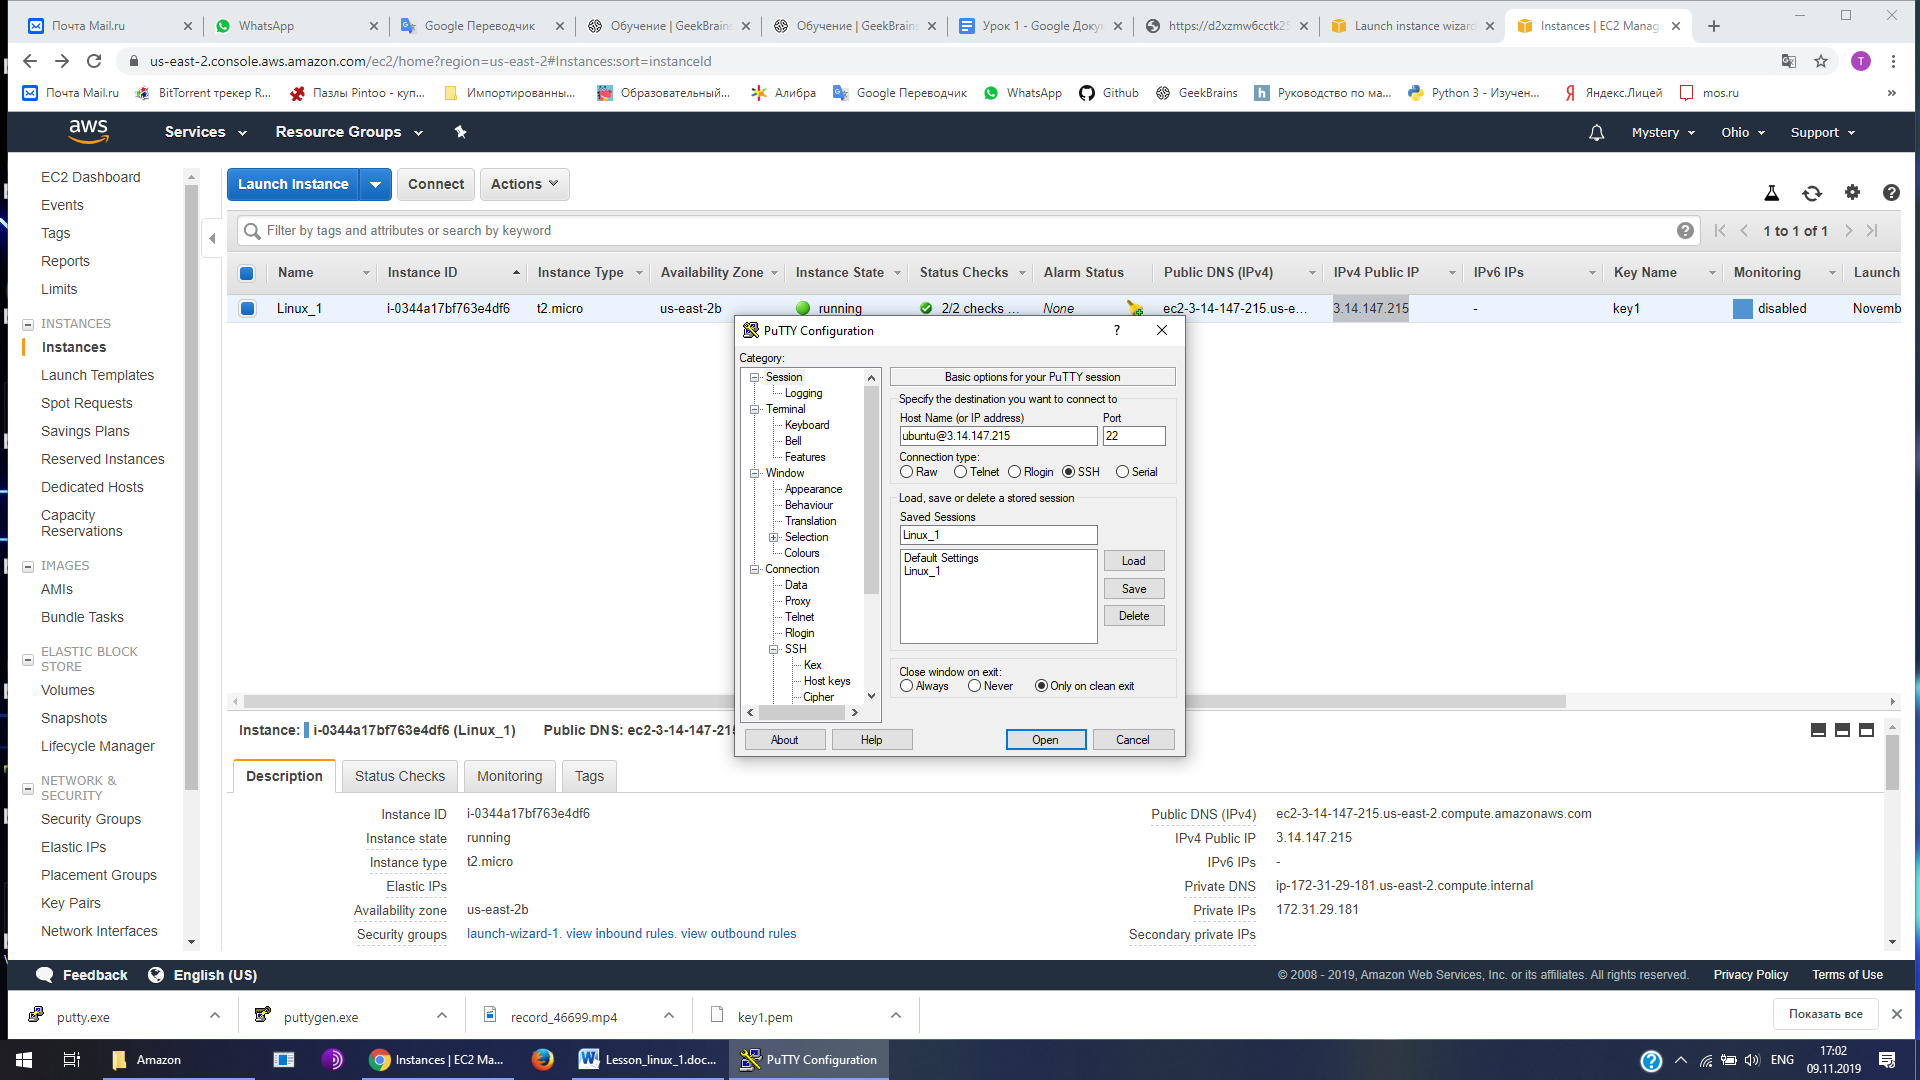 Почта Mail.ru
WhatsApp
Google Переводчик
Обучение | GeekBrains
Обучение | GeekBrains
Урок 1 - Google Доку
https://d2xzmw6cctk25
Launch instance wizard
Instances | EC2 Manage
us-east-2.console.aws.amazon.com/ec2/home?region=us-east-2#Instances:sort=instanceId
T
Почта Mail.ru
BitTorrent трекер R...
Пазлы Pintoo - куп...
Импортированны...
Образовательный...
Алибра
Google Переводчик
WhatsApp
Github
GeekBrains
Руководство по ма...
Python 3 - Изучен...
Яндекс.Лицей
mos.ru
aws
Services
Resource Groups
Mystery
Ohio
Support
EC2 Dashboard
Events
Tags
Reports
Limits
INSTANCES
Instances
Launch Templates
Spot Requests
Savings Plans
Reserved Instances
Dedicated Hosts
Capacity
Reservations
IMAGES
AMIs
Bundle Tasks
ELASTIC BLOCK
STORE
Volumes
Snapshots
Lifecycle Manager
NETWORK &
SECURITY
Security Groups
Elastic IPs
Placement Groups
Key Pairs
Network Interfaces
Launch Instance
Connect
Actions
Filter by tags and attributes or search by keyword
1 to 1 of 1
Name
Instance ID
Instance Type
Availability Zone
Instance State
Status Checks
Alarm Status
Public DNS (IPv4)
IPv4 Public IP
IPv6 IPs
Key Name
Monitoring
Launch
Linux_1
i-0344a17bf763e4df6
t2.micro
us-east-2b
running
2/2 checks ...
None
ec2-3-14-147-215.us-e...
3.14.147.215
-
key1
disabled
Novemb
PuTTY Configuration
?
Category:
Session
Logging
Terminal
Keyboard
Bell
Features
Window
Appearance
Behaviour
Translation
Selection
Colours
Connection
Data
Proxy
Telnet
Rlogin
SSH
Kex
Host keys
Cipher
Basic options for your PuTTY session
Specify the destination you want to connect to
Host Name (or IP address)
Port
ubuntu@3.14.147.215
22
Connection type:
Raw
Telnet
Rlogin
SSH
Serial
Load, save or delete a stored session
Saved Sessions
Linux_1
Default Settings
Linux_1
Load
Save
Delete
Close window on exit:
Always
Never
Only on clean exit
About
Help
Open
Cancel
Instance: i-0344a17bf763e4df6 (Linux_1)
Public DNS: ec2-3-14-147-215
Description
Status Checks
Monitoring
Tags
Instance ID i-0344a17bf763e4df6
Instance state running
Instance type t2.micro
Elastic IPs
Availability zone us-east-2b
Security groups launch-wizard-1. view inbound rules. view outbound rules
Public DNS (IPv4) ec2-3-14-147-215.us-east-2.compute.amazonaws.com
IPv4 Public IP 3.14.147.215
IPv6 IPs -
Private DNS ip-172-31-29-181.us-east-2.compute.internal
Private IPs 172.31.29.181
Secondary private IPs
Feedback
English (US)
© 2008 - 2019, Amazon Web Services, Inc. or its affiliates. All rights reserved.
Privacy Policy
Terms of Use
putty.exe
puttygen.exe
record_46699.mp4
key1.pem
Показать все
Amazon
Instances | EC2 Ma...
Lesson_linux_1.doc...
PuTTY Configuration
ENG
17:02
09.11.2019